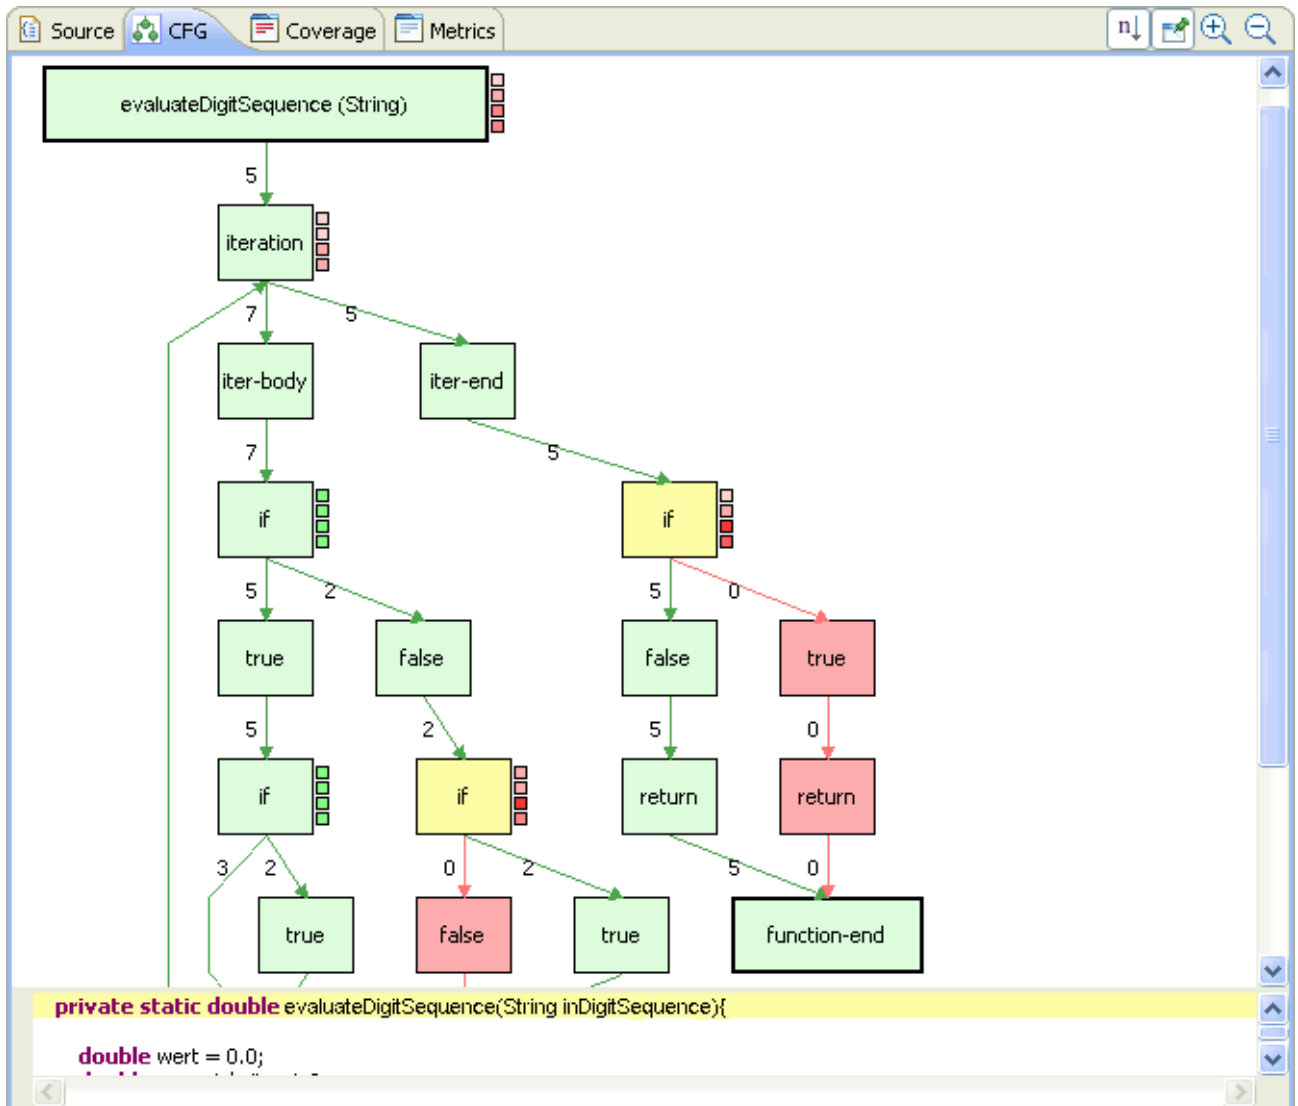 Source CFG Coverage Metrics n↓
evaluateDigitSequence (String)
5
iteration
7 5
iter-body iter-end
7 5
if if
5 2 5 0
true false false true
5 2 5 0
if if return return
3 2 0 2 5 0
true false true function-end
private static double evaluateDigitSequence(String inDigitSequence){
double wert = 0.0;